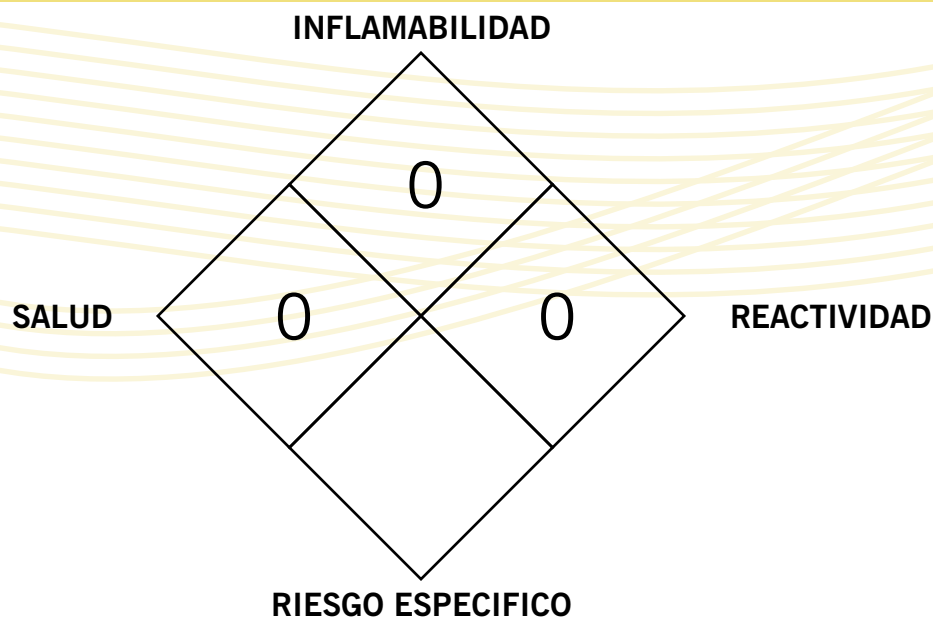 INFLAMABILIDAD
0
SALUD
0
0
REACTIVIDAD
RIESGO ESPECIFICO